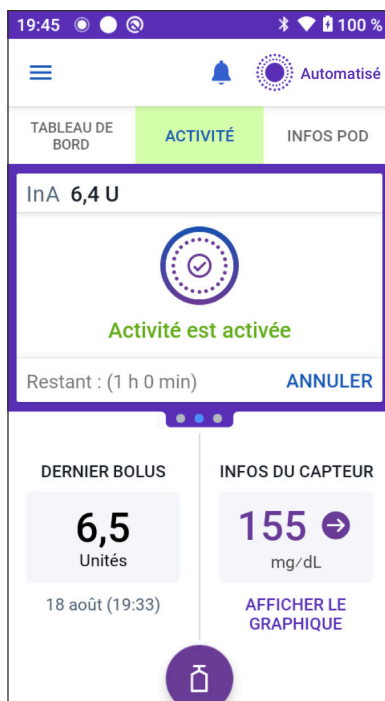 19:45 100 %
Automatisé
TABLEAU DE
BORD
ACTIVITÉ
INFOS POD
InA 6,4 U
Activité est activée
Restant : (1 h 0 min) ANNULER
DERNIER BOLUS
6,5
Unités
18 août (19:33)
INFOS DU CAPTEUR
155
mg/dL
AFFICHER LE
GRAPHIQUE